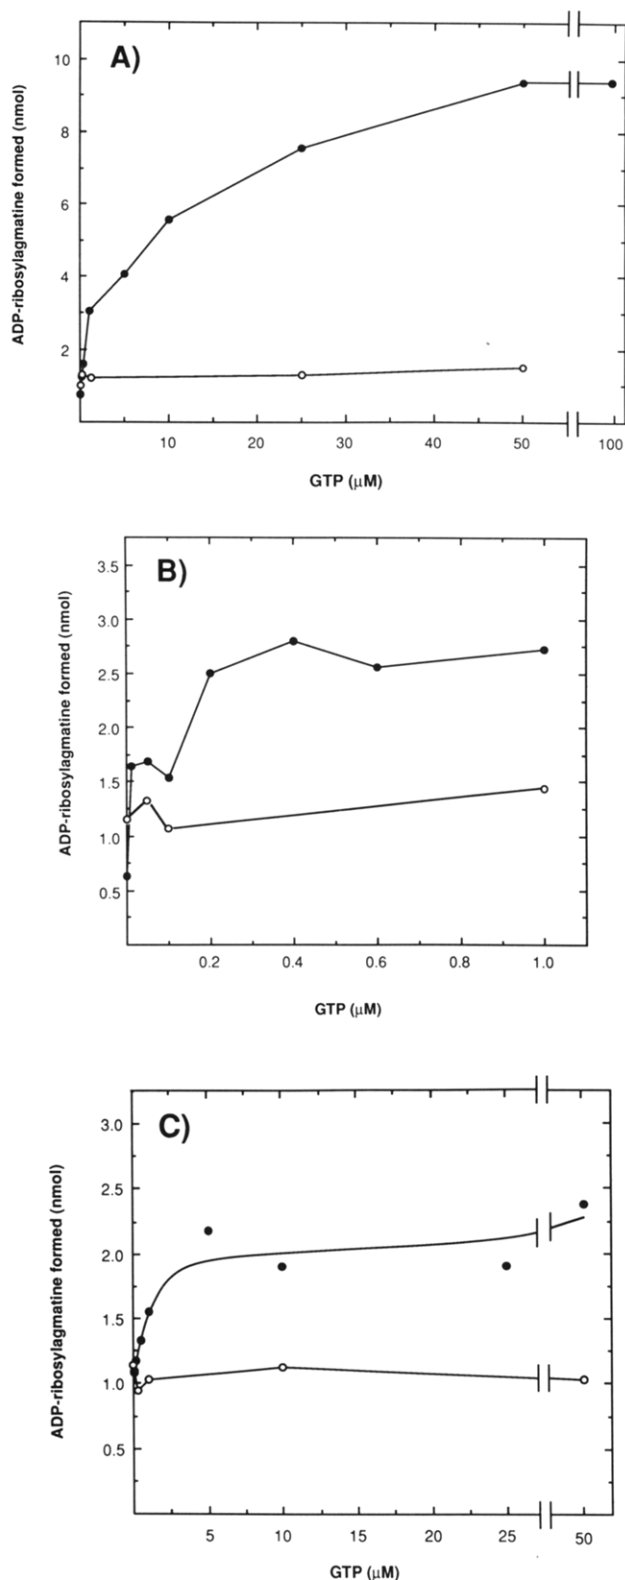 A)
ADP-ribosylagmatine formed (nmol)
10
8
6
4
2
10 20 30 40 50 100
GTP (μM)
B)
ADP-ribosylagmatine formed (nmol)
3.5
3.0
2.5
2.0
1.5
1.0
0.5
0.2 0.4 0.6 0.8 1.0
GTP (μM)
C)
ADP-ribosylagmatine formed (nmol)
3.0
2.5
2.0
1.5
1.0
0.5
5 10 15 20 25 50
GTP (μM)